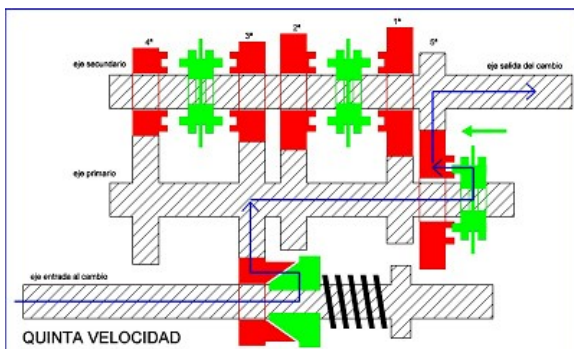 4ª
3ª
2ª
1ª
5ª
eje secundario
eje salida del cambio
eje primario
eje entrada al cambio
QUINTA VELOCIDAD